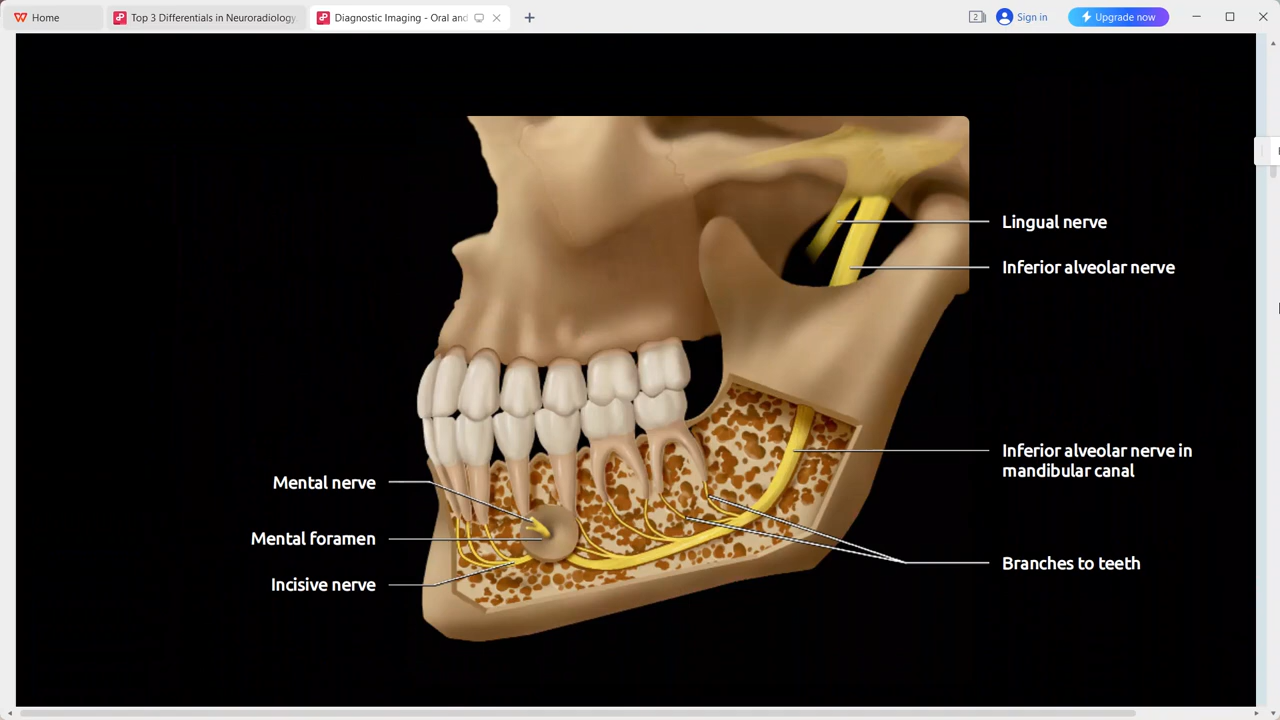 Home
Top 3 Differentials in Neuroradiology.
Diagnostic Imaging - Oral and
2
Sign in
Upgrade now
Lingual nerve
Inferior alveolar nerve
Inferior alveolar nerve in
mandibular canal
Mental nerve
Mental foramen
Incisive nerve
Branches to teeth